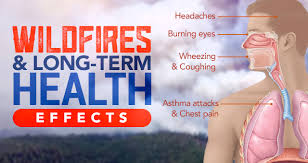 WILDFIRES
& LONG-TERM
HEALTH
EFFECTS
Headaches
Burning eyes
Wheezing
& Coughing
Asthma attacks
& Chest pain